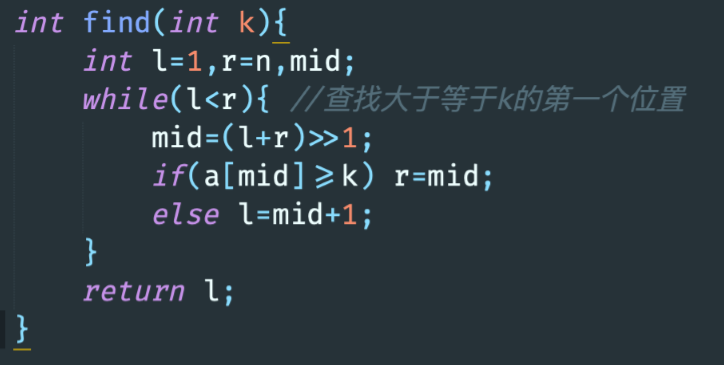 int find(int k){
    int l=1,r=n,mid;
    while(l<r){ //查找大于等于k的第一个位置
        mid=(l+r)>>1;
        if(a[mid]>=k) r=mid;
        else l=mid+1;
    }
    return l;
}